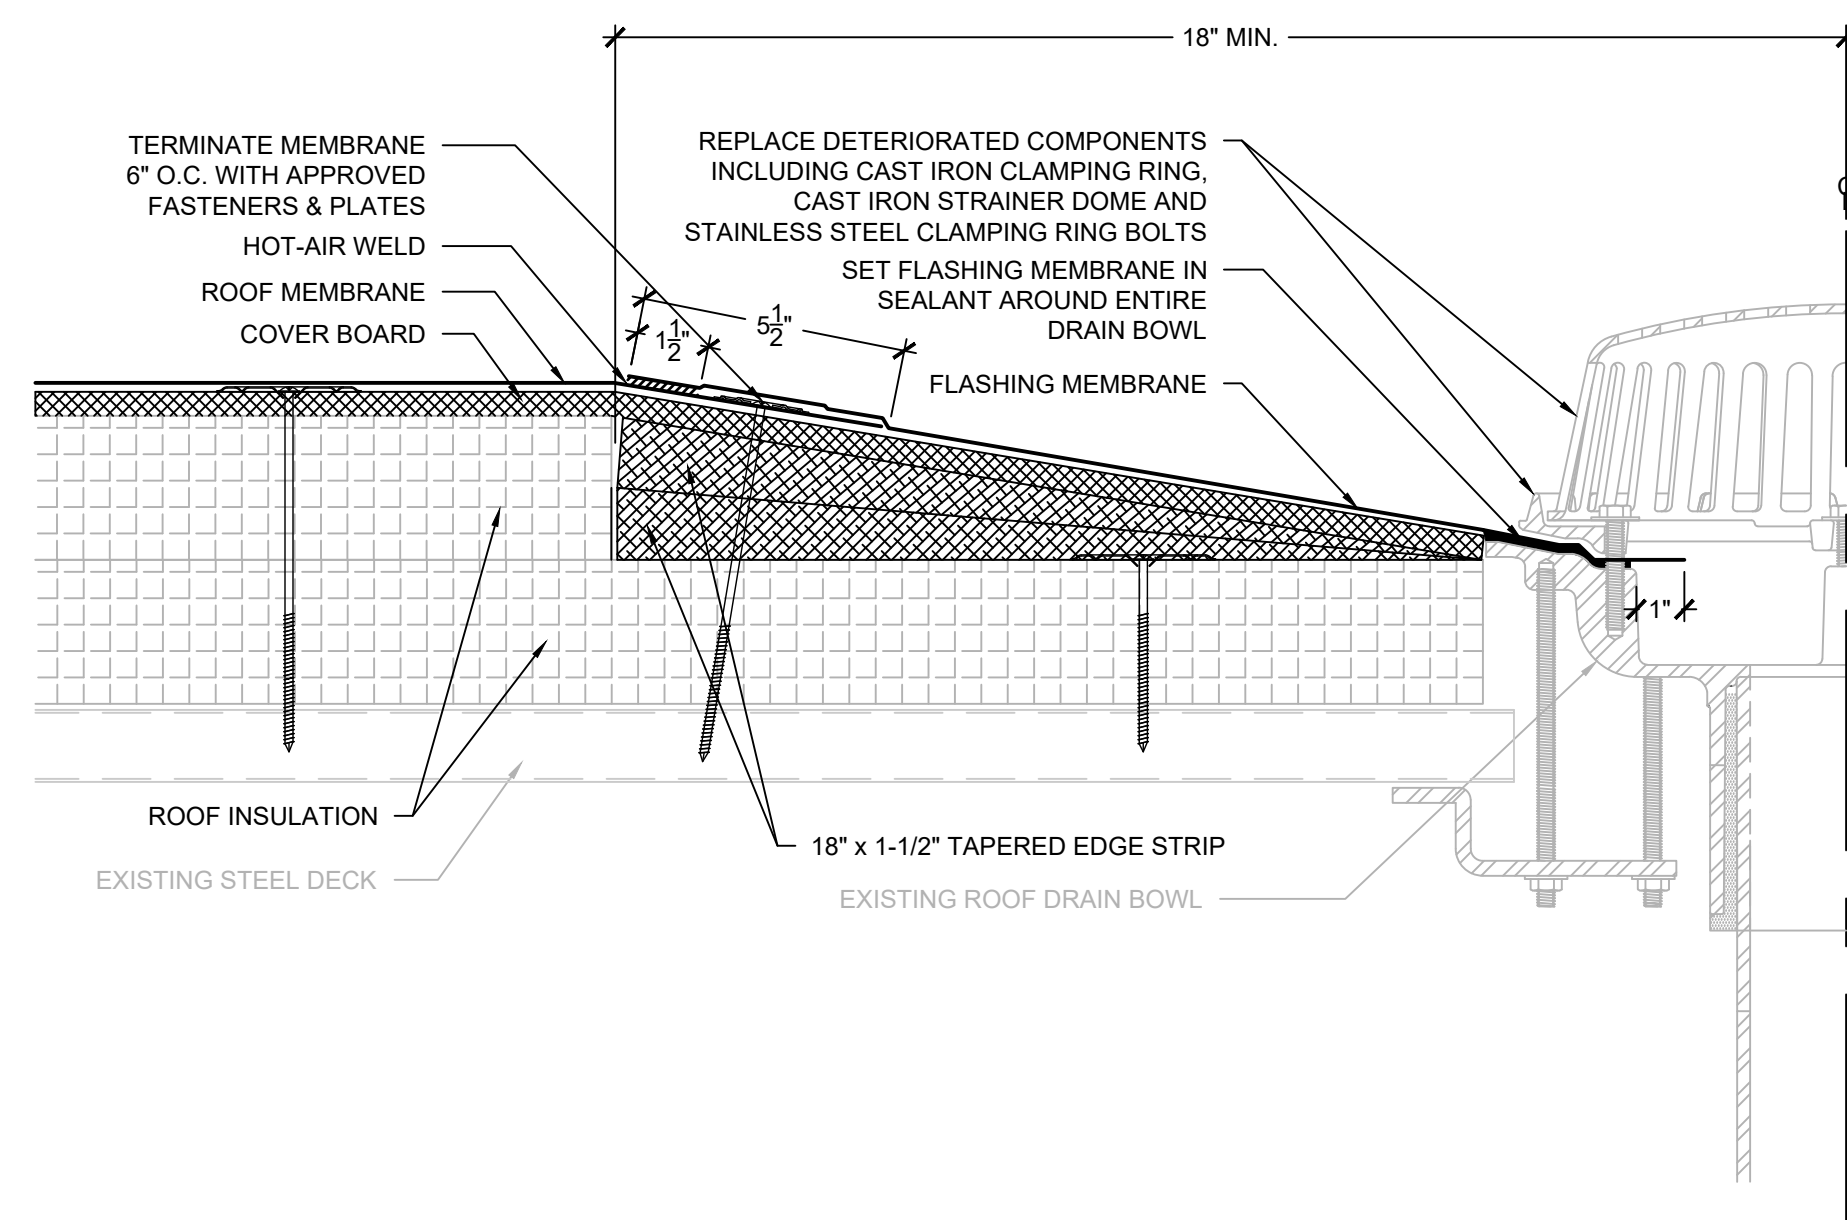 18" MIN.
TERMINATE MEMBRANE
6" O.C. WITH APPROVED
FASTENERS & PLATES
HOT-AIR WELD
ROOF MEMBRANE
COVER BOARD
REPLACE DETERIORATED COMPONENTS
INCLUDING CAST IRON CLAMPING RING,
CAST IRON STRAINER DOME AND
STAINLESS STEEL CLAMPING RING BOLTS
SET FLASHING MEMBRANE IN
SEALANT AROUND ENTIRE
DRAIN BOWL
FLASHING MEMBRANE
5 1/2"
1 1/2"
1"
ROOF INSULATION
EXISTING STEEL DECK
18" x 1-1/2" TAPERED EDGE STRIP
EXISTING ROOF DRAIN BOWL